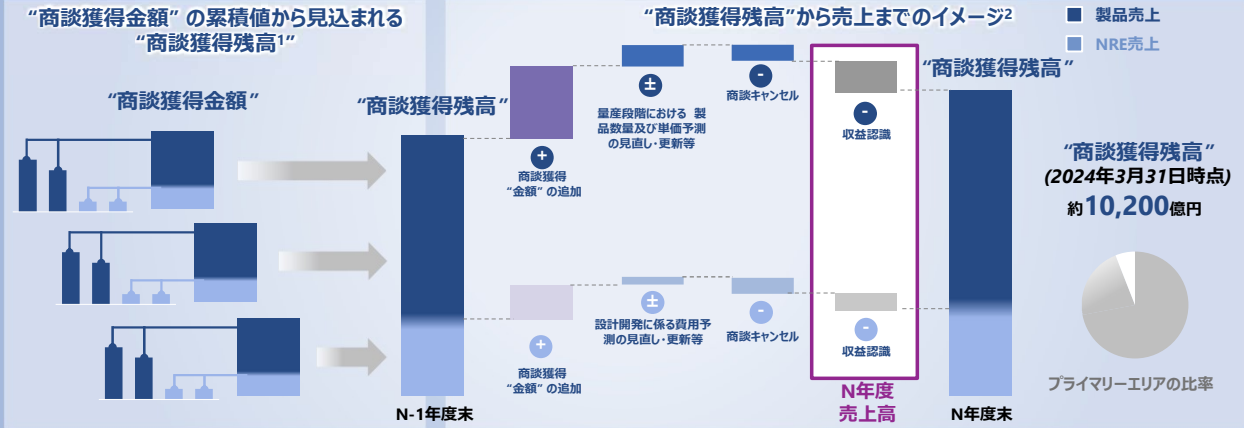 “商談獲得金額” の累積値から見込まれる
“商談獲得残高¹”
“商談獲得残高”から売上までのイメージ²
製品売上
NRE売上
“商談獲得金額”
“商談獲得残高”
+
商談獲得
“金額” の追加
±
量産段階における 製
品数量及び単価予測
の見直し・更新等
-
商談キャンセル
-
収益認識
“商談獲得残高”
+
商談獲得
“金額” の追加
±
設計開発に係る費用予
測の見直し・更新等
-
商談キャンセル
-
収益認識
N-1年度末
N年度
売上高
N年度末
“商談獲得残高”
(2024年3月31日時点)
約10,200億円
プライマリーエリアの比率